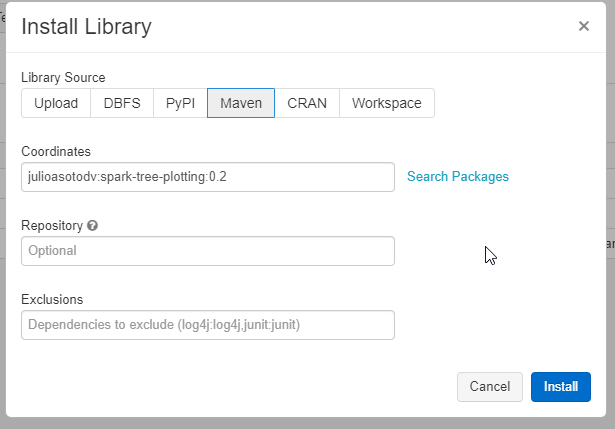 Install Library
×
Library Source
Upload DBFS PyPI Maven CRAN Workspace
Coordinates
julioasotodv:spark-tree-plotting:0.2 Search Packages
Repository ?
Optional
Exclusions
Dependencies to exclude (log4j:log4j,junit:junit)
Cancel Install